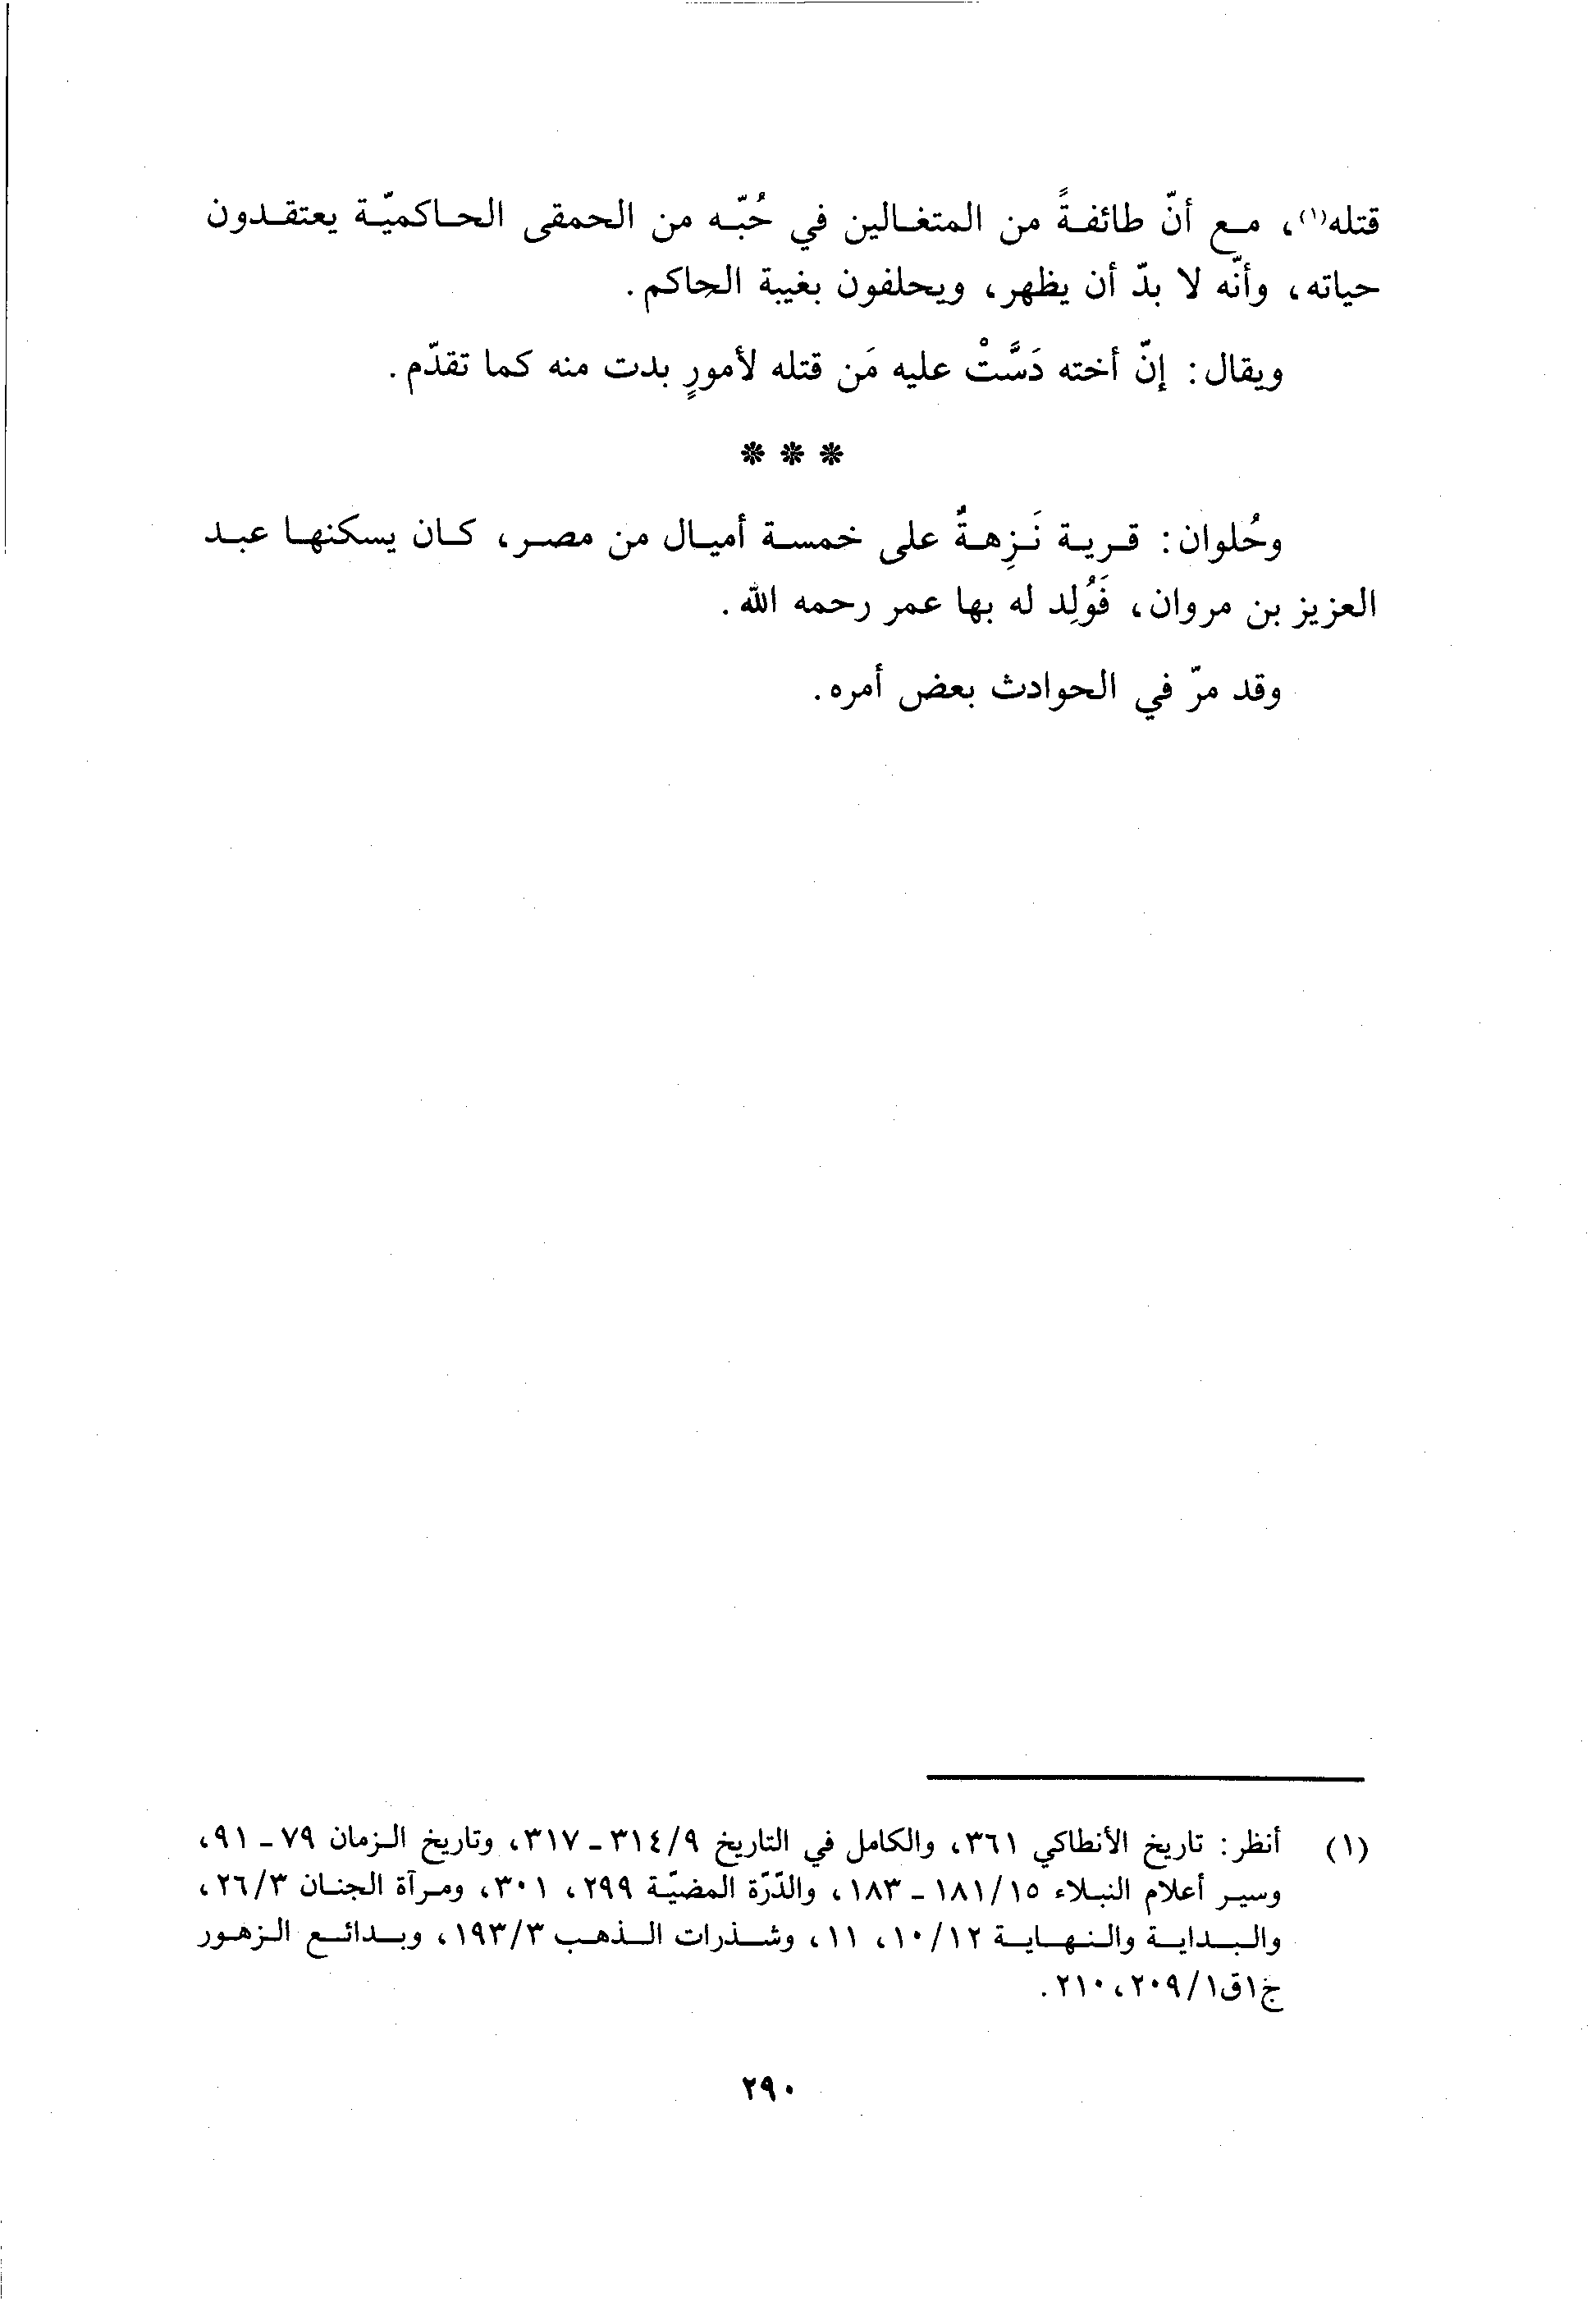 قتله(١)، مع أنّ طائفةً من المتغالين في حُبّه من الحمقى الحاكميّة يعتقدون
حياته، وأنّه لا بدّ أن يظهر، ويحلفون بغيبة الحاكم.
ويقال: إنّ أخته دَسَّتْ عليه مَن قتله لأمورٍ بدت منه كما تقدّم.
* * *
وحُلوان: قرية نَزِهةٌ على خمسة أميال من مصر، كان يسكنها عبد
العزيز بن مروان، فَوُلِد له بها عمر رحمه الله.
وقد مرّ في الحوادث بعض أمره.
(١) أنظر: تاريخ الأنطاكي ٣٦١، والكامل في التاريخ ٩/٣١٤ - ٣١٧، وتاريخ الزمان ٧٩ - ٩١،
وسير أعلام النبلاء ١٥/١٨١ - ١٨٣، والدّرّة المضيّة ٢٩٩، ٣٠١، ومرآة الجنان ٣/٢٦،
والبداية والنهاية ١٢/١٠، ١١، وشذرات الذهب ٣/١٩٣، وبدائع الزهور
ج١ق١/٢٠٩، ٢١٠.
٢٩٠